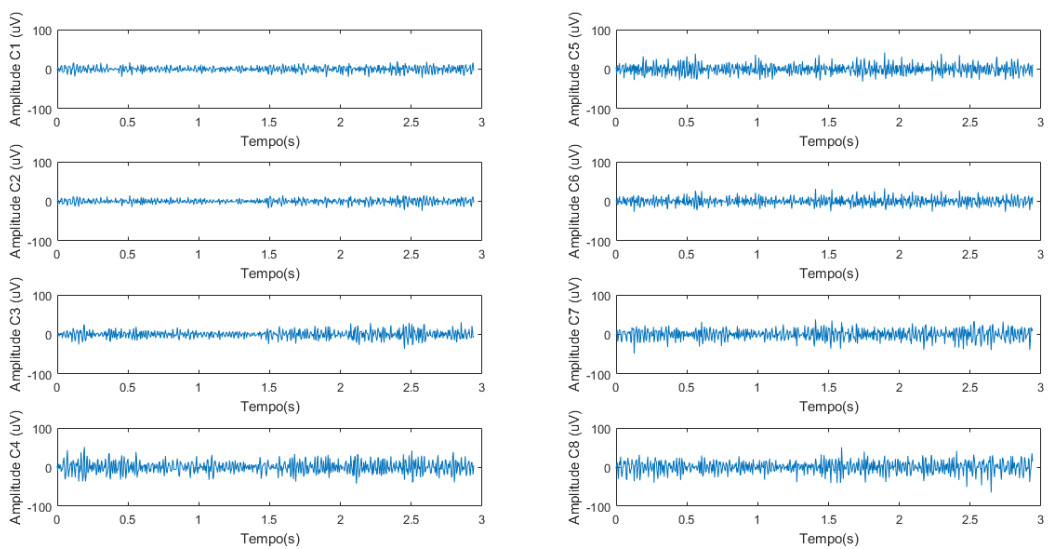 Amplitude C1 (uV)
100
0
-100
0 0.5 1 1.5 2 2.5 3
Tempo(s)
Amplitude C2 (uV)
100
0
-100
0 0.5 1 1.5 2 2.5 3
Tempo(s)
Amplitude C3 (uV)
100
0
-100
0 0.5 1 1.5 2 2.5 3
Tempo(s)
Amplitude C4 (uV)
100
0
-100
0 0.5 1 1.5 2 2.5 3
Tempo(s)
Amplitude C5 (uV)
100
0
-100
0 0.5 1 1.5 2 2.5 3
Tempo(s)
Amplitude C6 (uV)
100
0
-100
0 0.5 1 1.5 2 2.5 3
Tempo(s)
Amplitude C7 (uV)
100
0
-100
0 0.5 1 1.5 2 2.5 3
Tempo(s)
Amplitude C8 (uV)
100
0
-100
0 0.5 1 1.5 2 2.5 3
Tempo(s)